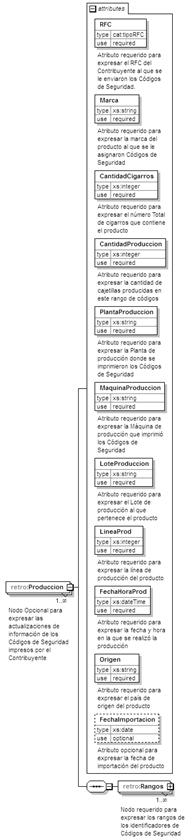 attributes
RFC
type cat:tipoRFC
use required
Atributo requerido para
expresar el RFC del
Contribuyente al que se
le enviarón los Códigos
de Seguridad.
Marca
type xs:string
use required
Atributo requerido para
expresar la marca del
producto al que se le
asignaron Códigos de
Seguridad
CantidadCigarros
type xs:integer
use required
Atributo requerido para
expresar el número Total
de cigarros que contiene
el producto
CantidadProduccion
type xs:integer
use required
Atributo requerido para
expresar la cantidad de
cajetillas producidas en
este rango de códigos
PlantaProduccion
type xs:string
use required
Atributo requerido para
expresar la Planta de
producción donde se
imprimieron los Códigos
de Seguridad
MaquinaProduccion
type xs:string
use required
Atributo requerido para
expresar la Máquina de
producción que imprimió
los Códigos de
Seguridad
LoteProduccion
type xs:string
use required
Atributo requerido para
expresar el Lote de
producción al que
pertenece el producto
LineaProd
type xs:integer
use required
Atributo requerido para
expresar la línea de
producción del producto
FechaHoraProd
type xs:dateTime
use required
Atributo requerido para
expresar la fecha y hora
en la que se realizó la
producción
Origen
type xs:string
use required
Atributo requerido para
expresar el país de
origen del producto
FechaImportacion
type xs:date
use optional
Atributo opcional para
expresar la fecha de
importación del producto
retro:Produccion
1..∞
Nodo Opcional para
expresar las
actualizaciones de
información de los
Códigos de Seguridad
impresos por el
Contribuyente
retro:Rangos
1..∞
Nodo requerido para
expresar los rangos de
los identificadores de
Códigos de Seguridad